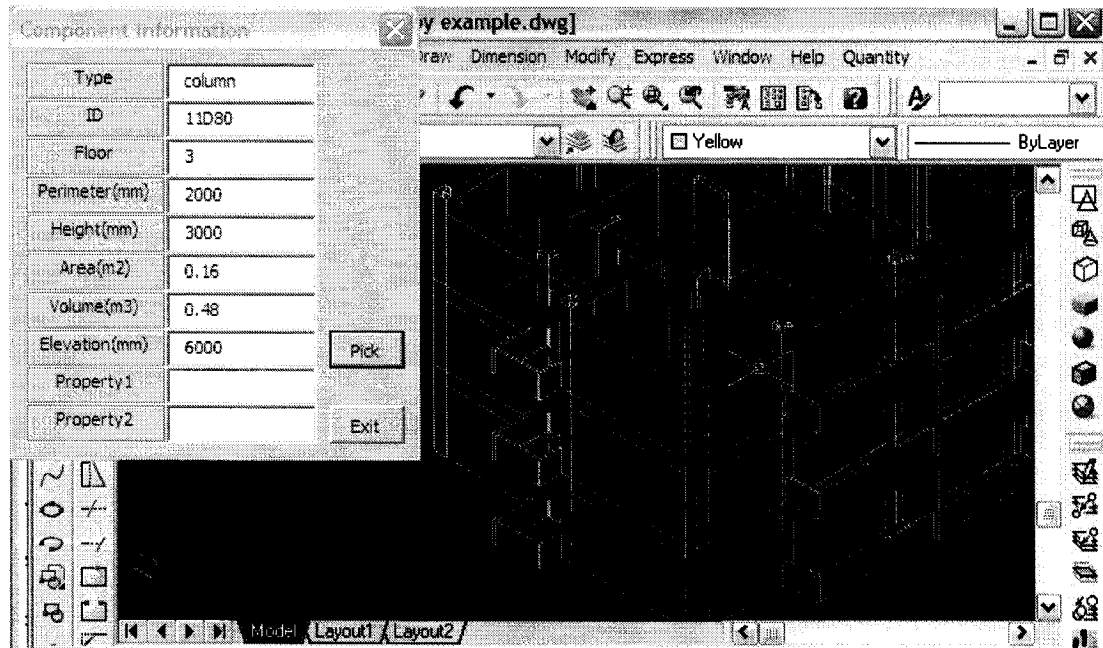 Component Information
Type column
ID 11D80
Floor 3
Perimeter(mm) 2000
Height(mm) 3000
Area(m2) 0.16
Volume(m3) 0.48
Elevation(mm) 6000
Pick
Property1
Property2
Exit
y example.dwg]
raw Dimension Modify Express Window Help Quantity
Yellow
ByLayer
Model Layout1 Layout2